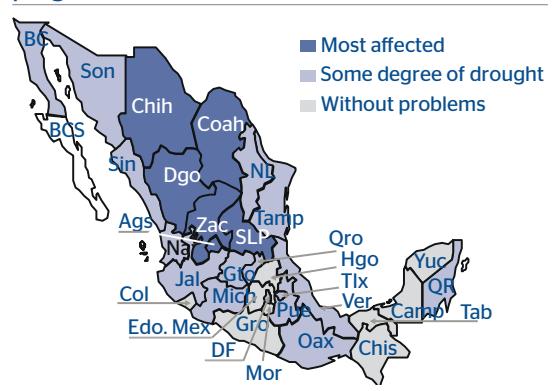 BC
Son
Chih
Coah
BCS
Sin
Dgo
NL
Ags
Zac
SLP
Tamp
Na
Jal
Gto
Mich
Col
Edo. Mex
DF
Mor
Gro
Pue
Oax
Qro
Hgo
Tlx
Ver
Yuc
QR
Camp
Tab
Chis
Most affected
Some degree of drought
Without problems